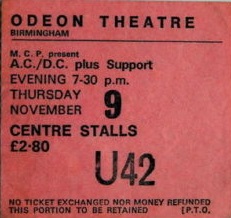 ODEON THEATRE
BIRMINGHAM
M. C. P. present
A.C./D.C. plus Support
EVENING 7-30 p.m.
THURSDAY
NOVEMBER 9
CENTRE STALLS
£2·80
U42
NO TICKET EXCHANGED NOR MONEY REFUNDED
THIS PORTION TO BE RETAINED [P.T.O.